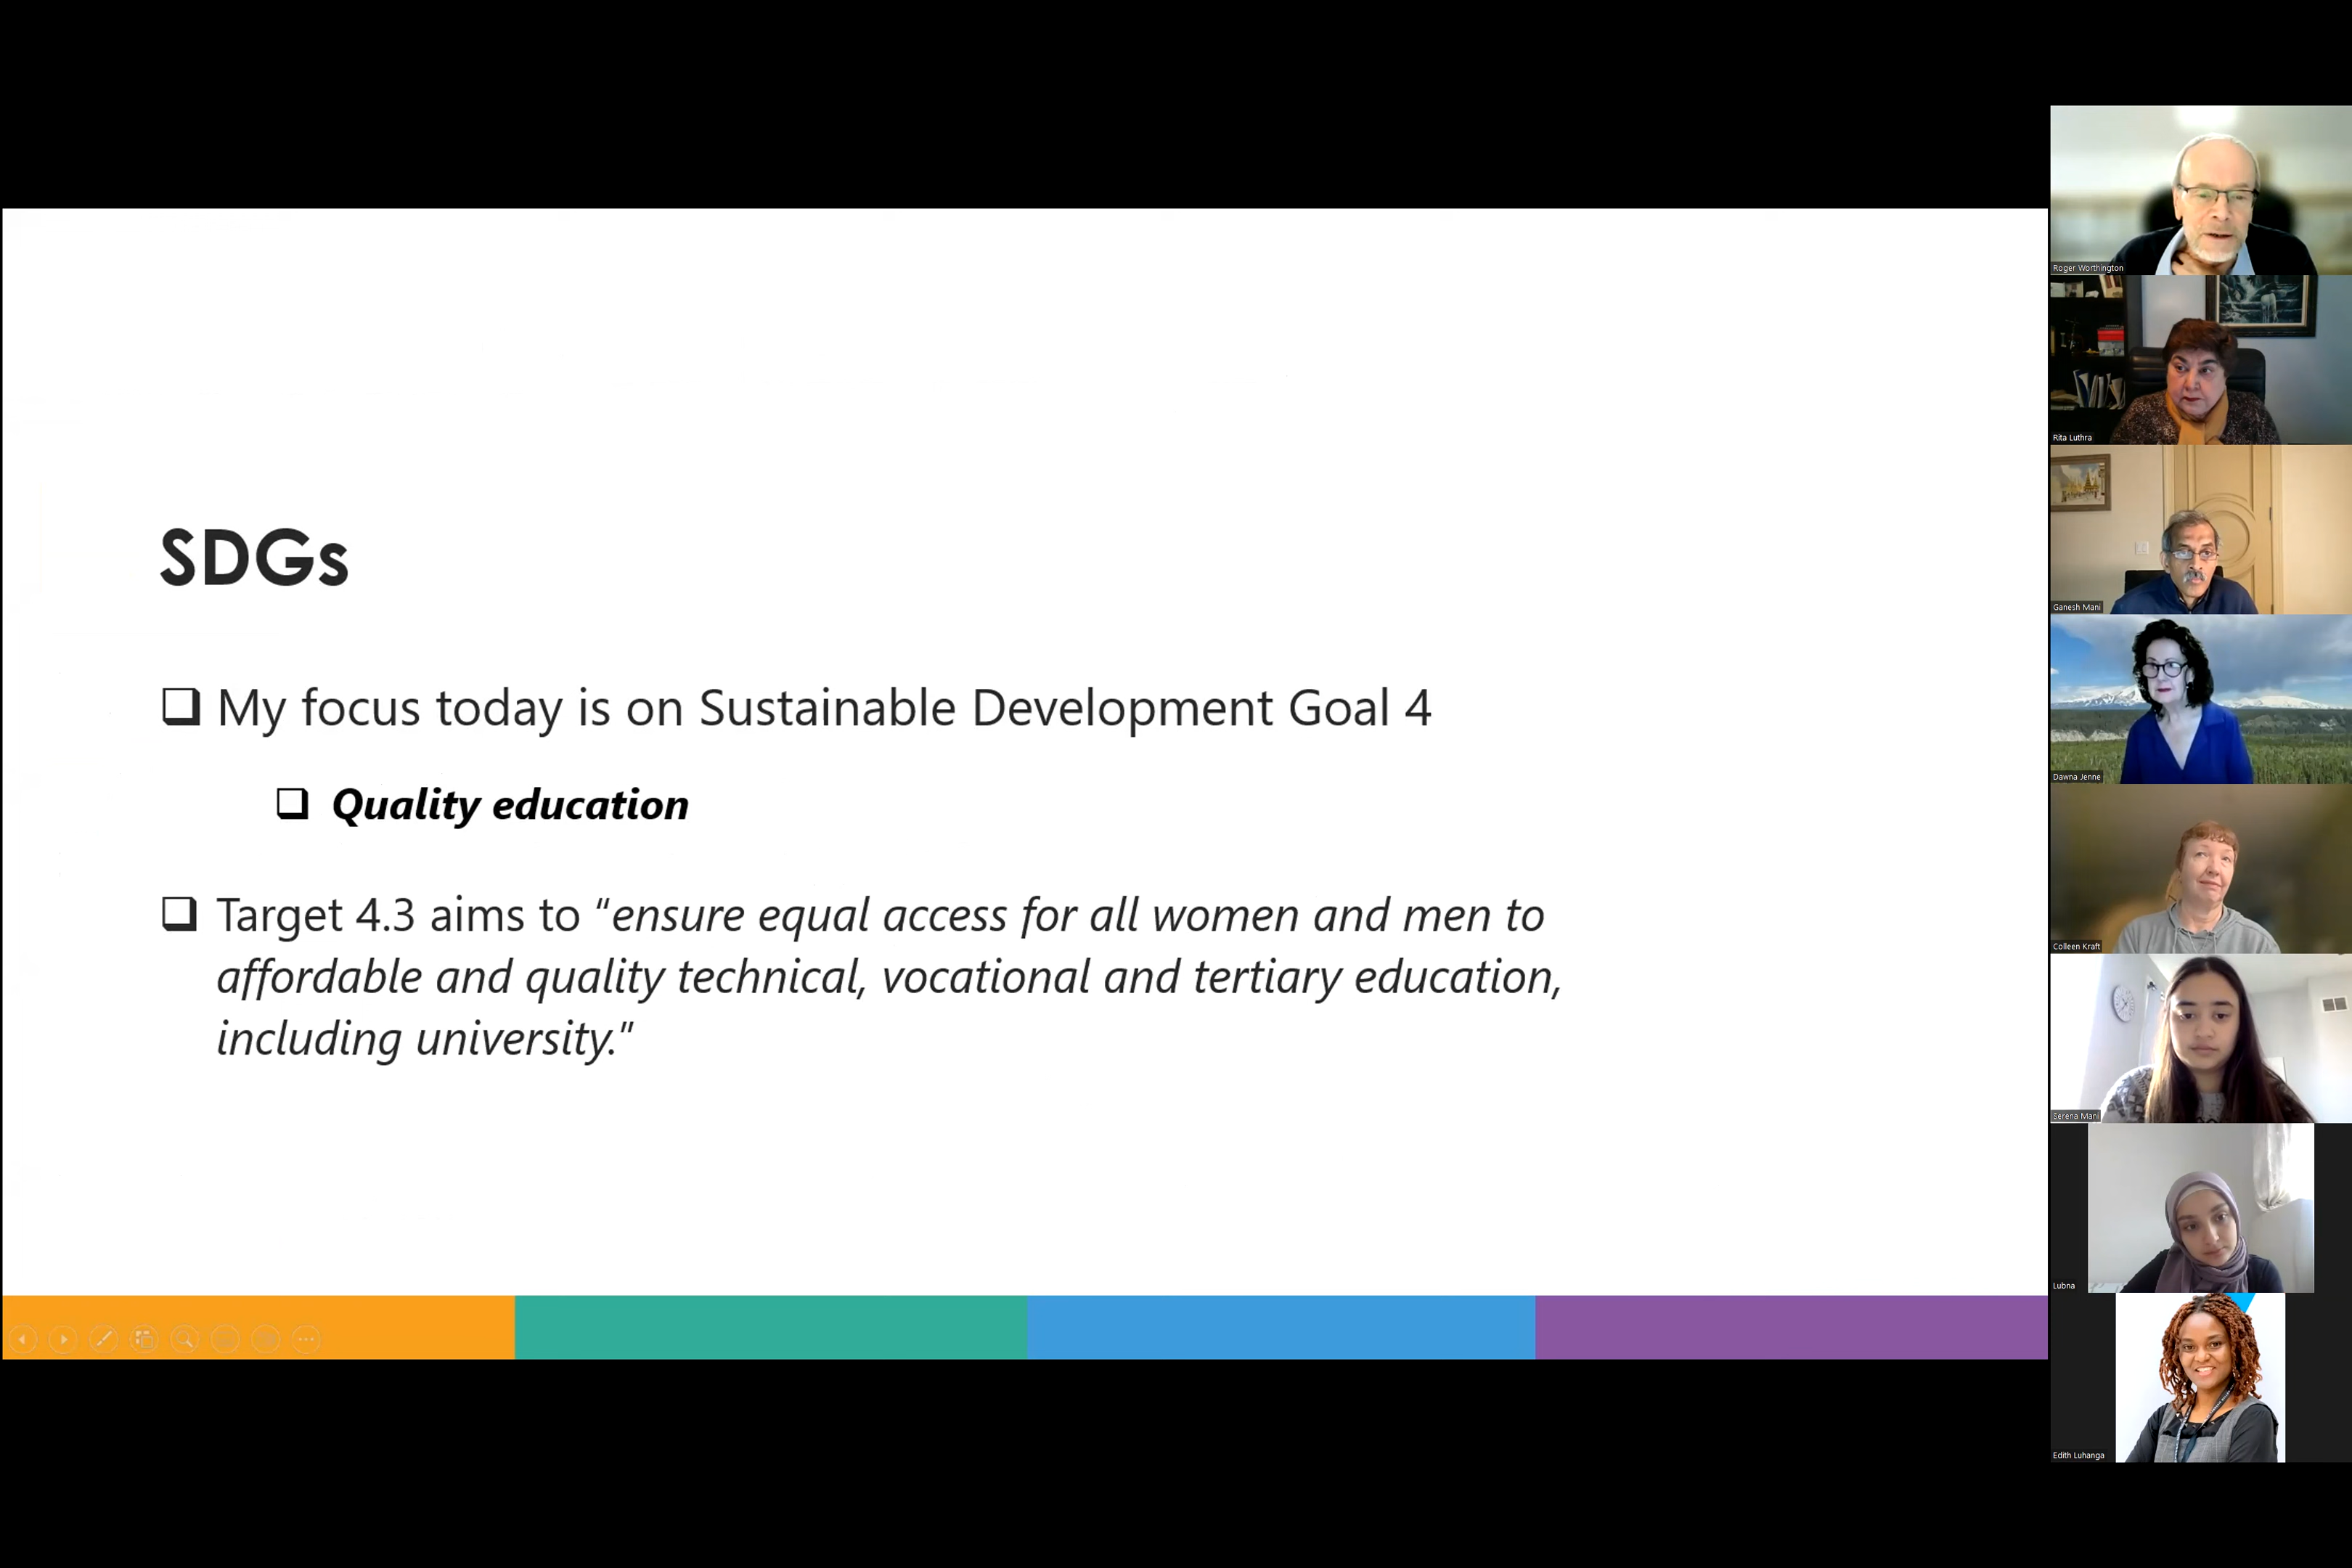 SDGs
❑ My focus today is on Sustainable Development Goal 4
❑ Quality education
❑ Target 4.3 aims to “ensure equal access for all women and men to
affordable and quality technical, vocational and tertiary education,
including university.”
Roger Worthington
Rita Luthra
Ganesh Mani
Dawna Jenne
Colleen Kraft
Serena Mani
Lubna
Edith Luhanga